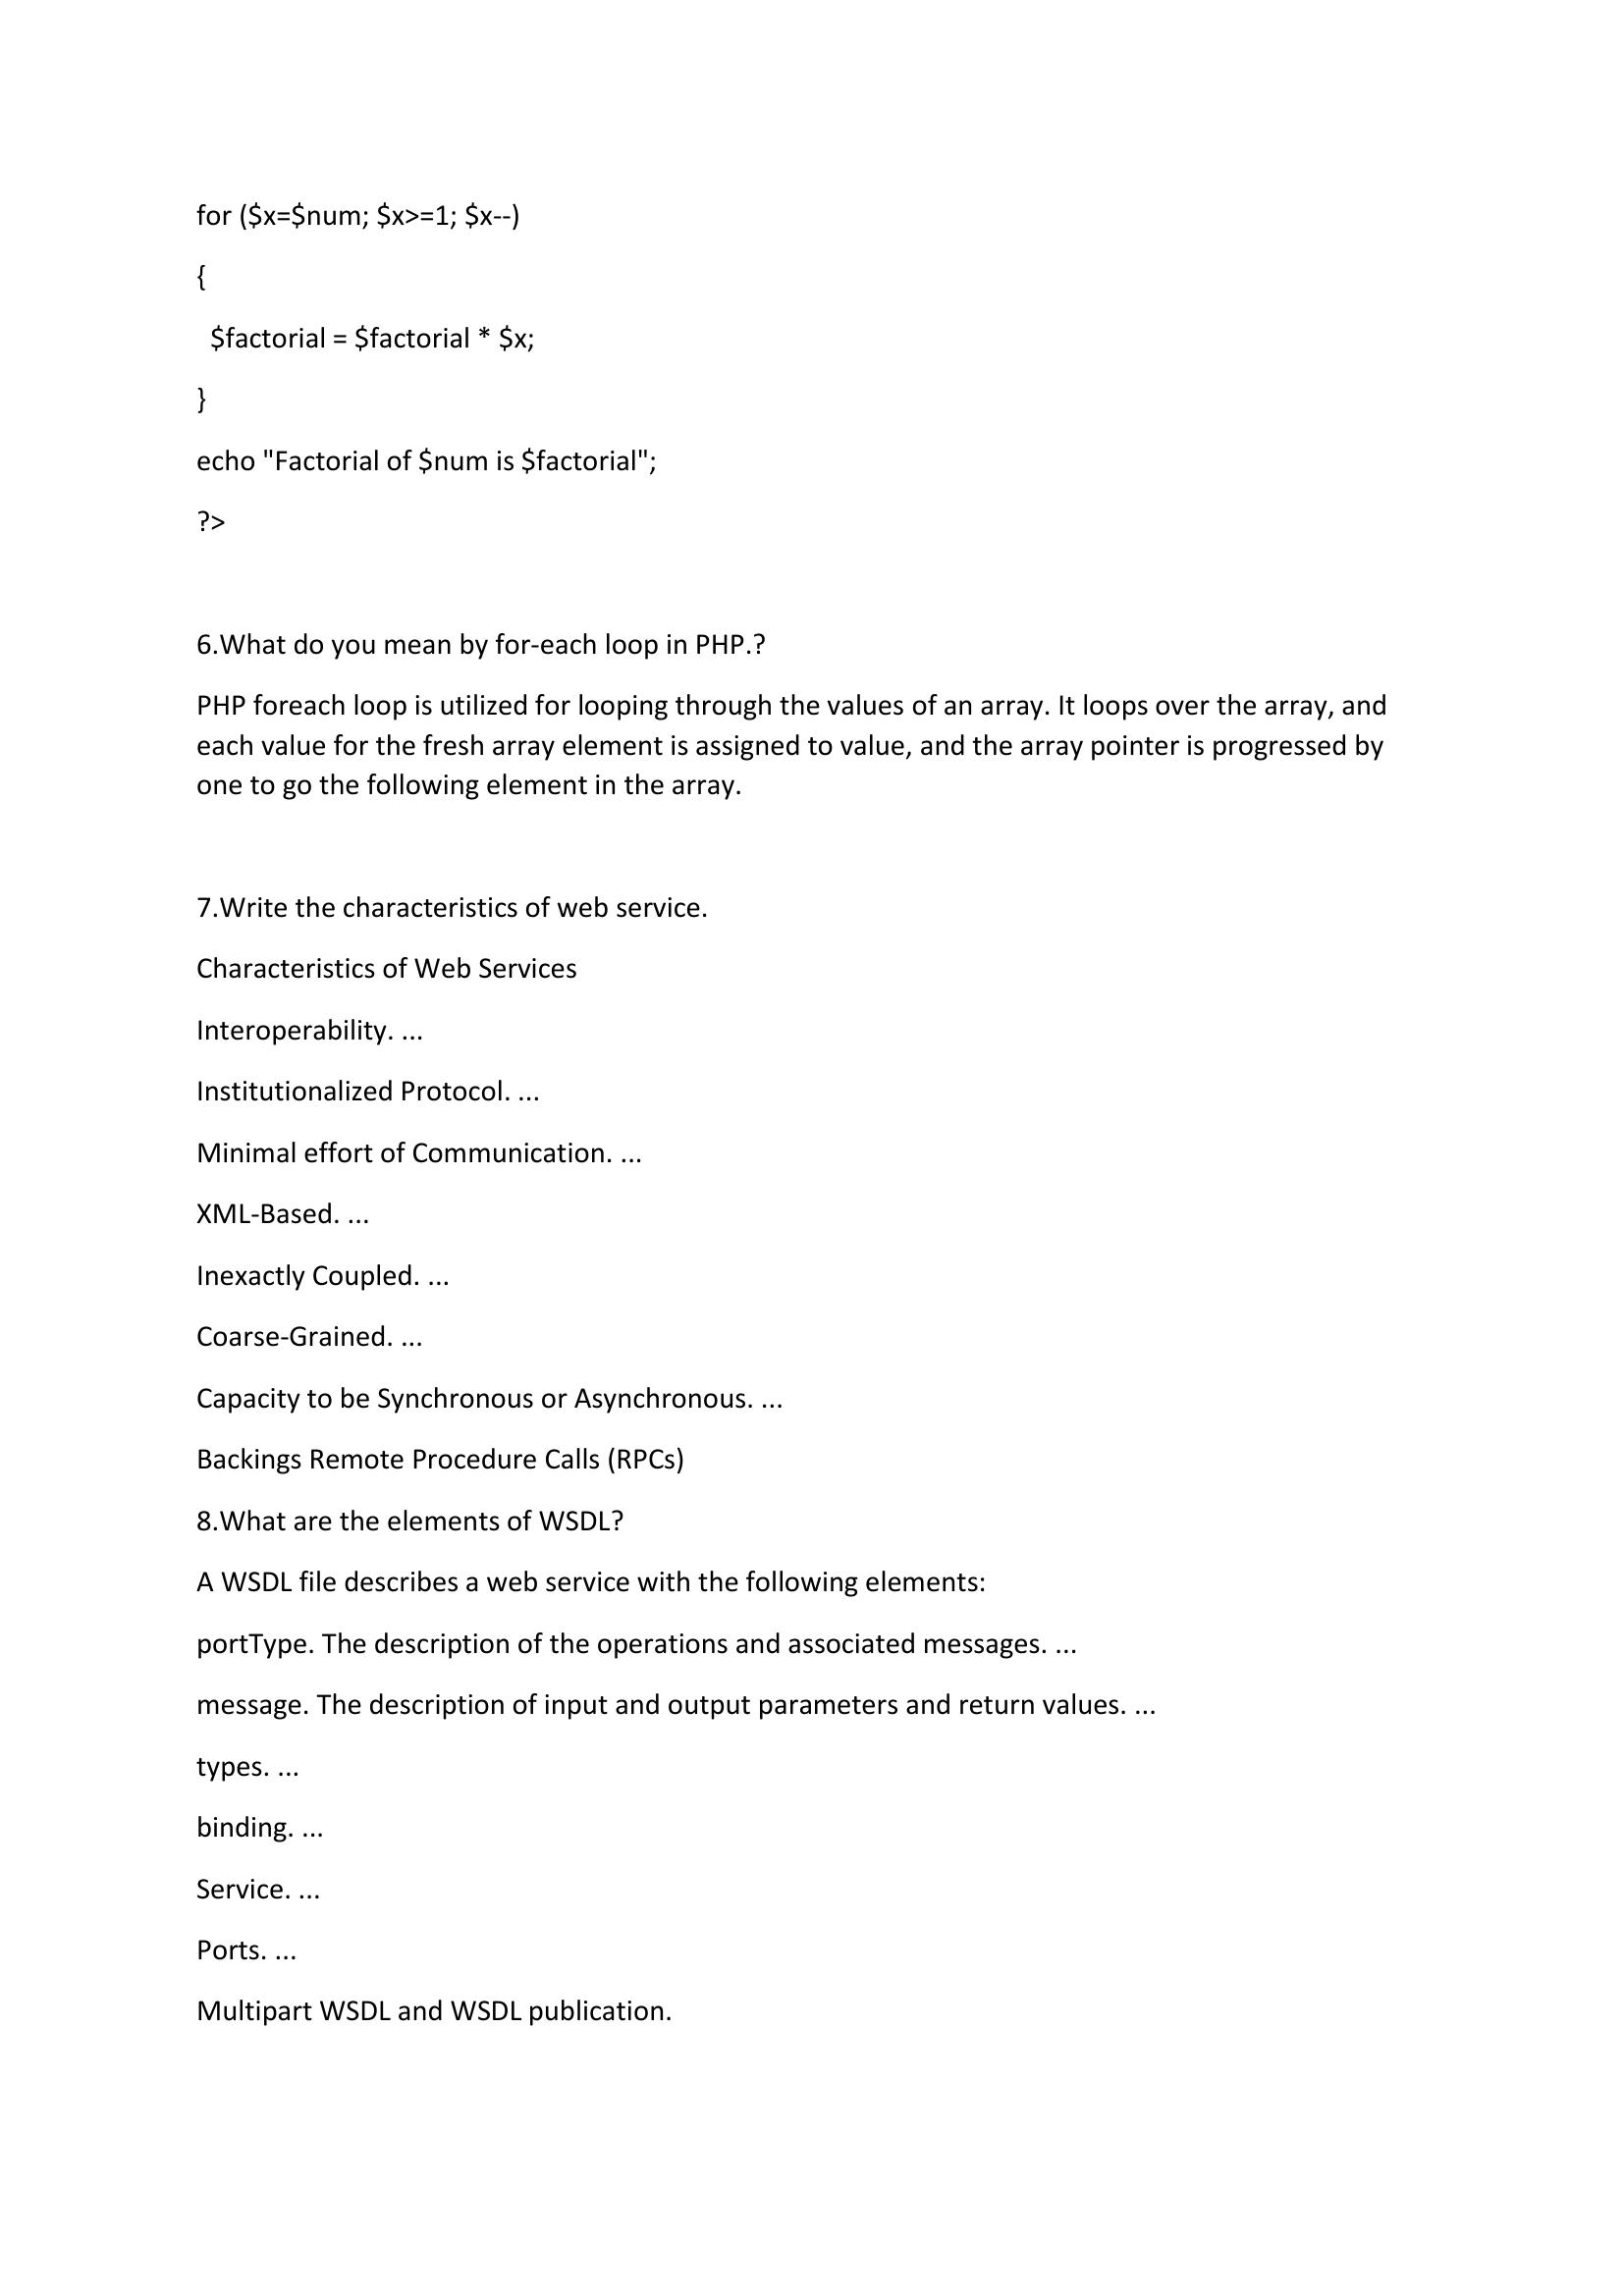 for ($x=$num; $x>=1; $x--)
{
$factorial = $factorial * $x;
}
echo "Factorial of $num is $factorial";
?>
6.What do you mean by for-each loop in PHP.?
PHP foreach loop is utilized for looping through the values of an array. It loops over the array, and
each value for the fresh array element is assigned to value, and the array pointer is progressed by
one to go the following element in the array.
7.Write the characteristics of web service.
Characteristics of Web Services
Interoperability. ...
Institutionalized Protocol. ...
Minimal effort of Communication. ...
XML-Based. ...
Inexactly Coupled. ...
Coarse-Grained. ...
Capacity to be Synchronous or Asynchronous. ...
Backings Remote Procedure Calls (RPCs)
8.What are the elements of WSDL?
A WSDL file describes a web service with the following elements:
portType. The description of the operations and associated messages. ...
message. The description of input and output parameters and return values. ...
types. ...
binding. ...
Service. ...
Ports. ...
Multipart WSDL and WSDL publication.